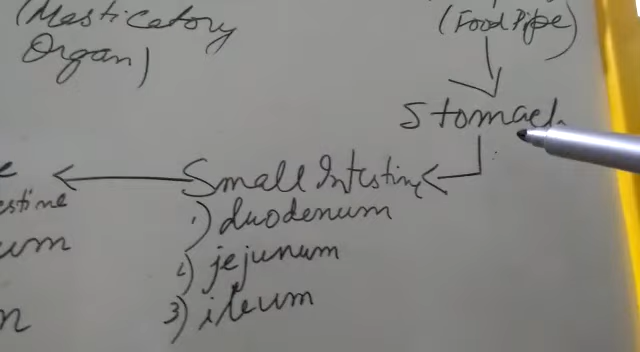 (Masticatory
Organ)
(Food Pipe)
Stomach
Small Intestine
1) duodenum
2) jejunum
3) ileum